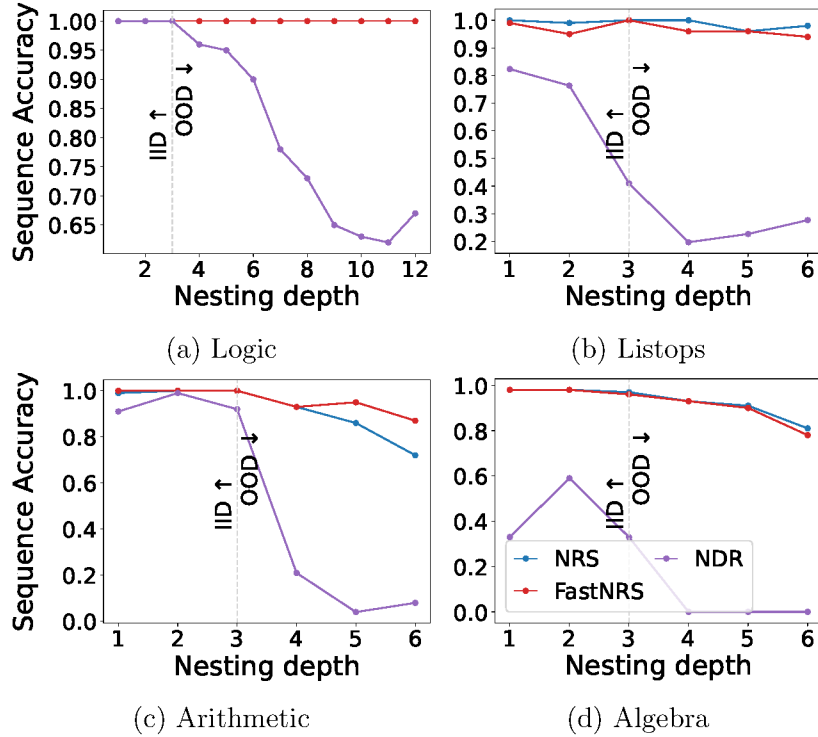 Sequence Accuracy
1.00
0.95
0.90
0.85
0.80
0.75
0.70
0.65
IID ↑
OOD ↓
2 4 6 8 10 12
Nesting depth
(a) Logic
1.0
0.9
0.8
0.7
0.6
0.5
0.4
0.3
0.2
IID ↑
OOD ↓
1 2 3 4 5 6
Nesting depth
(b) Listops
Sequence Accuracy
1.0
0.8
0.6
0.4
0.2
0.0
IID ↑
OOD ↓
1 2 3 4 5 6
Nesting depth
(c) Arithmetic
1.0
0.8
0.6
0.4
0.2
0.0
IID ↑
OOD ↓
NRS
FastNRS
NDR
1 2 3 4 5 6
Nesting depth
(d) Algebra